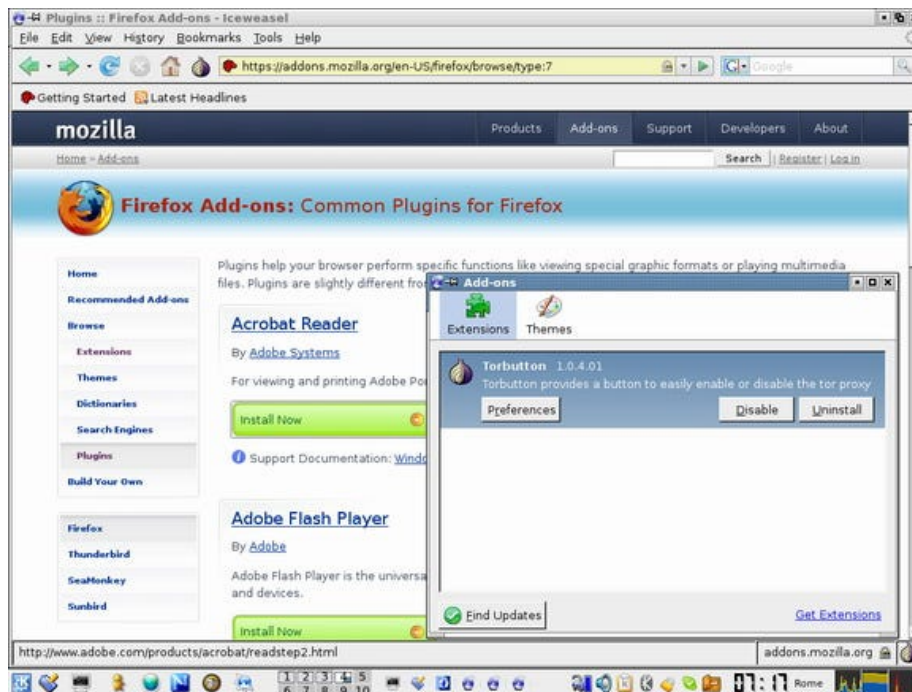 Plugins :: Firefox Add-ons - Iceweasel
File Edit View History Bookmarks Tools Help
https://addons.mozilla.org/en-US/firefox/browse/type:7
Google
Getting Started Latest Headlines
mozilla
Products Add-ons Support Developers About
Home » Add-ons
Search | Register | Log in
Firefox Add-ons: Common Plugins for Firefox
Plugins help your browser perform specific functions like viewing special graphic formats or playing multimedia
files. Plugins are slightly different fro
Home
Recommended Add-ons
Browse
Extensions
Themes
Dictionaries
Search Engines
Plugins
Build Your Own
Firefox
Thunderbird
SeaMonkey
Sunbird
Acrobat Reader
By Adobe Systems
For viewing and printing Adobe Po
Install Now
Support Documentation: Windo
Adobe Flash Player
By Adobe
Adobe Flash Player is the universa
and devices.
Install Now
Add-ons
Extensions Themes
Torbutton 1.0.4.01
Torbutton provides a button to easily enable or disable the tor proxy
Preferences Disable Uninstall
Find Updates Get Extensions
http://www.adobe.com/products/acrobat/readstep2.html
addons.mozilla.org
1 2 3 4 5
6 7 8 9 10
Rome